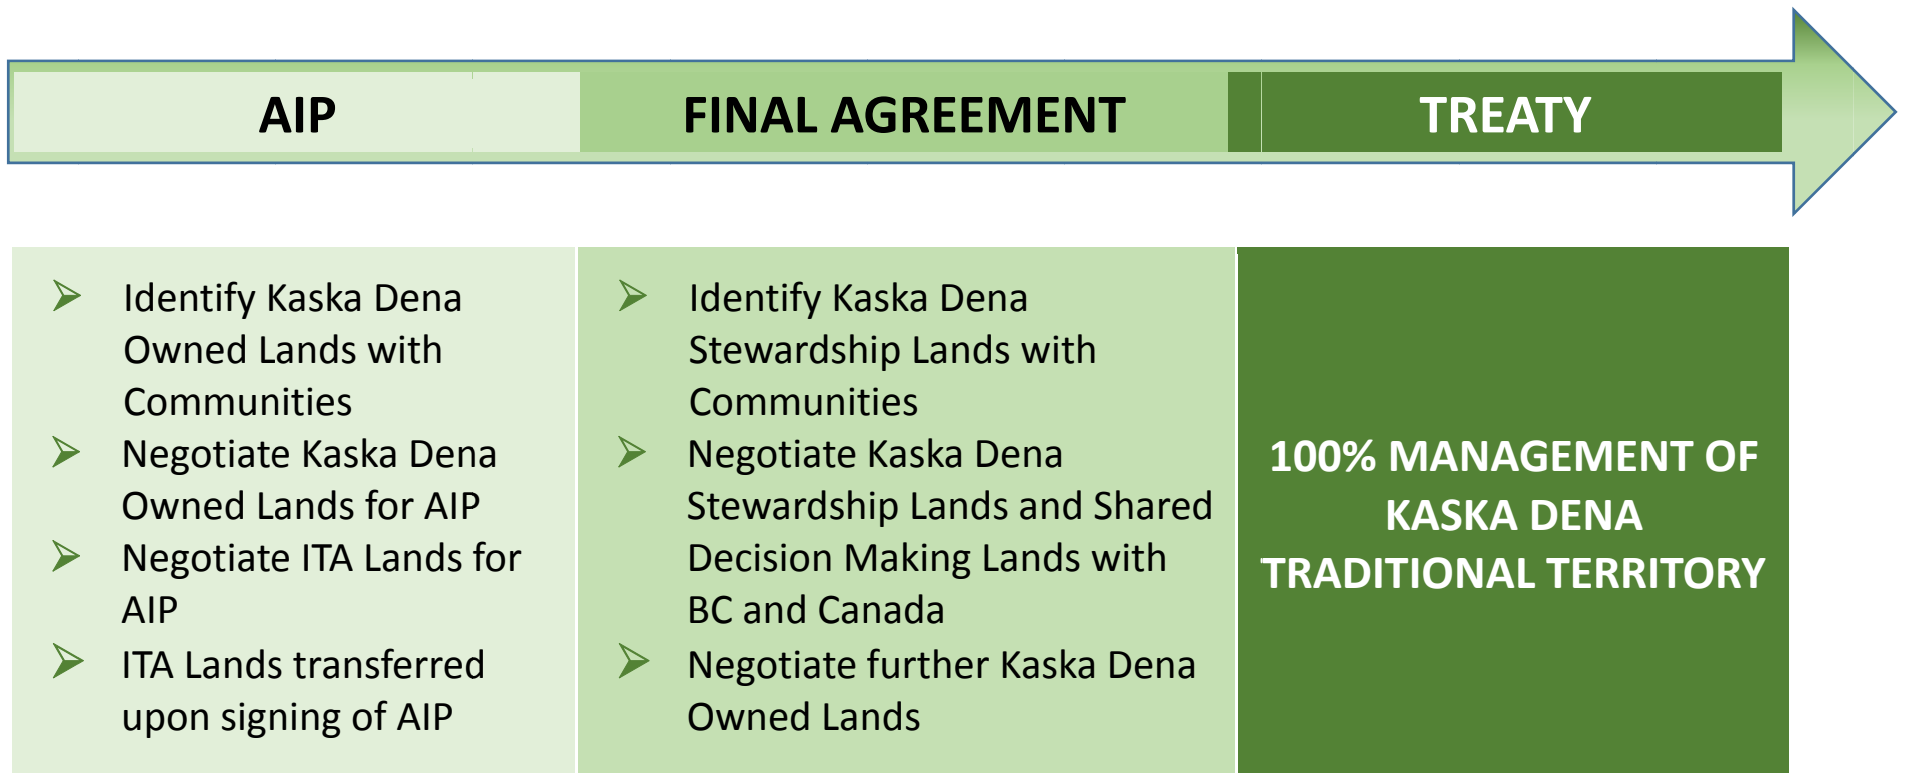 AIP
FINAL AGREEMENT
TREATY
➢ Identify Kaska Dena
Owned Lands with
Communities
➢ Negotiate Kaska Dena
Owned Lands for AIP
➢ Negotiate ITA Lands for
AIP
➢ ITA Lands transferred
upon signing of AIP
➢ Identify Kaska Dena
Stewardship Lands with
Communities
➢ Negotiate Kaska Dena
Stewardship Lands and Shared
Decision Making Lands with
BC and Canada
➢ Negotiate further Kaska Dena
Owned Lands
100% MANAGEMENT OF
KASKA DENA
TRADITIONAL TERRITORY